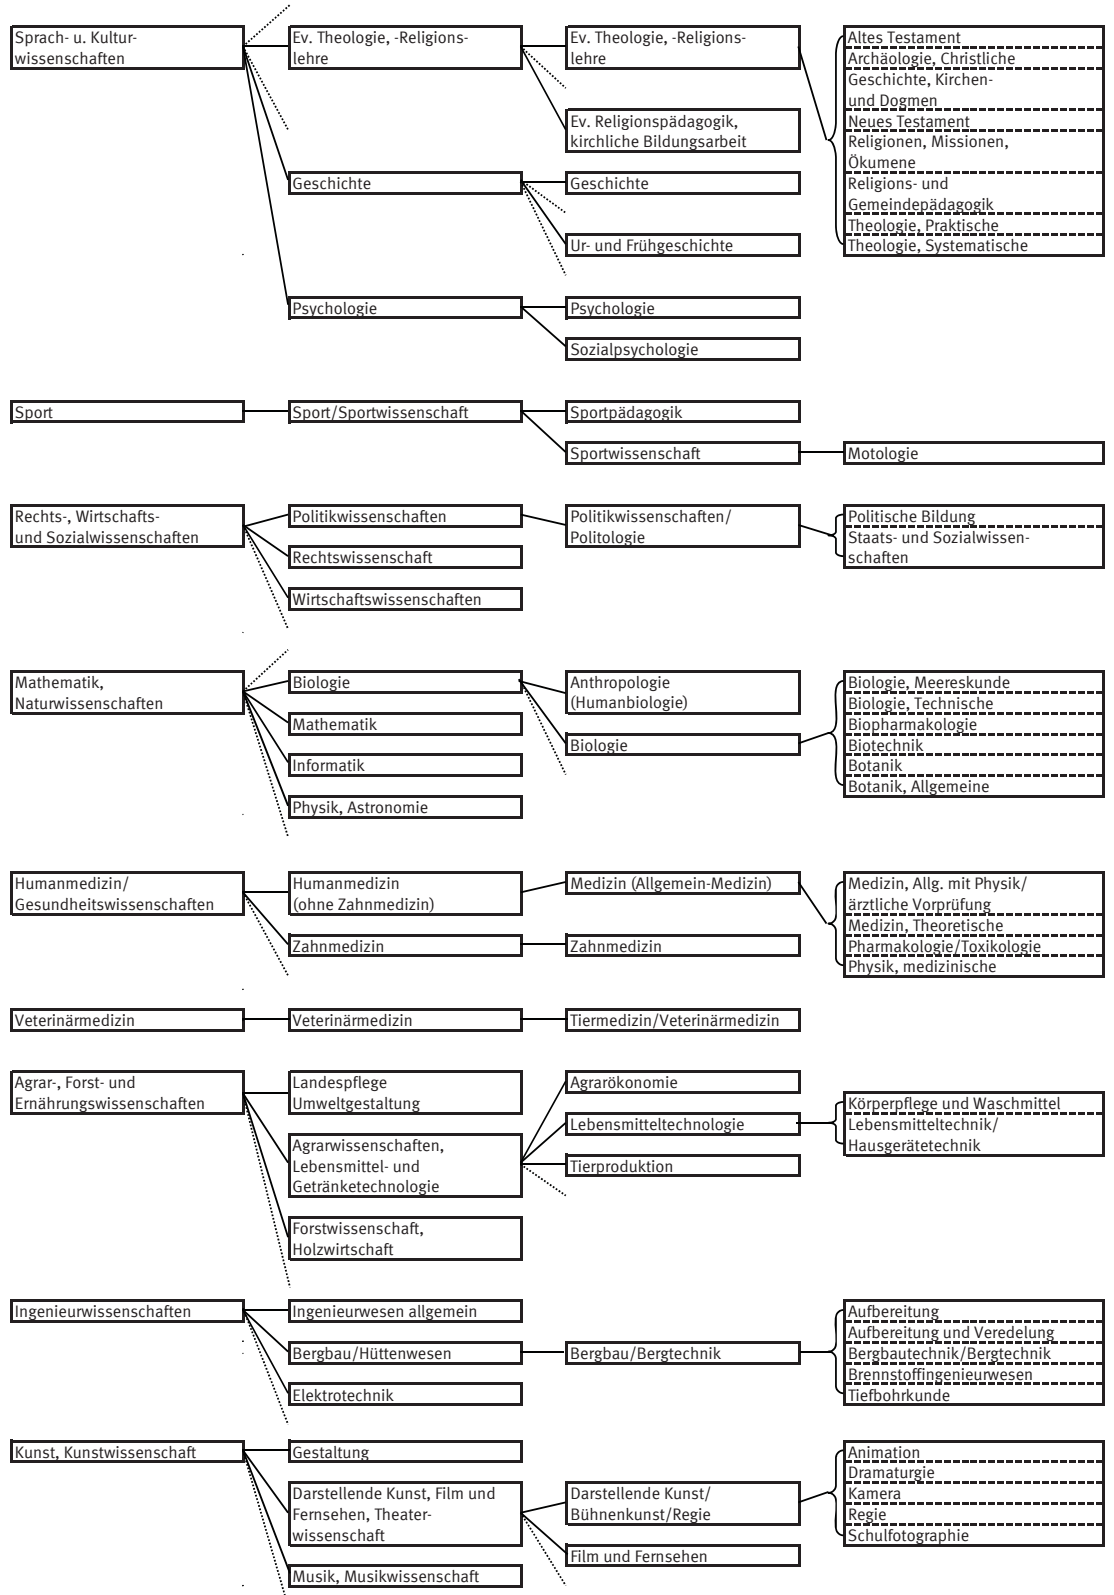 Sprach- u. Kultur-
wissenschaften
Ev. Theologie, -Religions-
lehre
Ev. Theologie, -Religions-
lehre
Altes Testament
Archäologie, Christliche
Geschichte, Kirchen-
und Dogmen
Neues Testament
Religionen, Missionen,
Ökumene
Religions- und
Gemeindepädagogik
Theologie, Praktische
Theologie, Systematische
Ev. Religionspädagogik,
kirchliche Bildungsarbeit
Geschichte
Geschichte
Ur- und Frühgeschichte
Psychologie
Psychologie
Sozialpsychologie
Sport
Sport/Sportwissenschaft
Sportpädagogik
Sportwissenschaft
Motologie
Rechts-, Wirtschafts-
und Sozialwissenschaften
Politikwissenschaften
Politikwissenschaften/
Politologie
Politische Bildung
Staats- und Sozialwissen-
schaften
Rechtswissenschaft
Wirtschaftswissenschaften
Mathematik,
Naturwissenschaften
Biologie
Anthropologie
(Humanbiologie)
Biologie, Meereskunde
Biologie, Technische
Biopharmakologie
Biotechnik
Botanik
Botanik, Allgemeine
Mathematik
Biologie
Informatik
Physik, Astronomie
Humanmedizin/
Gesundheitswissenschaften
Humanmedizin
(ohne Zahnmedizin)
Medizin (Allgemein-Medizin)
Medizin, Allg. mit Physik/
ärztliche Vorprüfung
Medizin, Theoretische
Pharmakologie/Toxikologie
Physik, medizinische
Zahnmedizin
Zahnmedizin
Veterinärmedizin
Veterinärmedizin
Tiermedizin/Veterinärmedizin
Agrar-, Forst- und
Ernährungswissenschaften
Landespflege
Umweltgestaltung
Agrarökonomie
Lebensmitteltechnologie
Körperpflege und Waschmittel
Lebensmitteltechnik/
Hausgerätetechnik
Agrarwissenschaften,
Lebensmittel- und
Getränketechnologie
Tierproduktion
Forstwissenschaft,
Holzwirtschaft
Ingenieurwissenschaften
Ingenieurwesen allgemein
Aufbereitung
Aufbereitung und Veredelung
Bergbautechnik/Bergtechnik
Brennstoffingenieurwesen
Tiefbohrkunde
Bergbau/Hüttenwesen
Bergbau/Bergtechnik
Elektrotechnik
Kunst, Kunstwissenschaft
Gestaltung
Animation
Dramaturgie
Kamera
Regie
Schulfotographie
Darstellende Kunst, Film und
Fernsehen, Theater-
wissenschaft
Darstellende Kunst/
Bühnenkunst/Regie
Film und Fernsehen
Musik, Musikwissenschaft